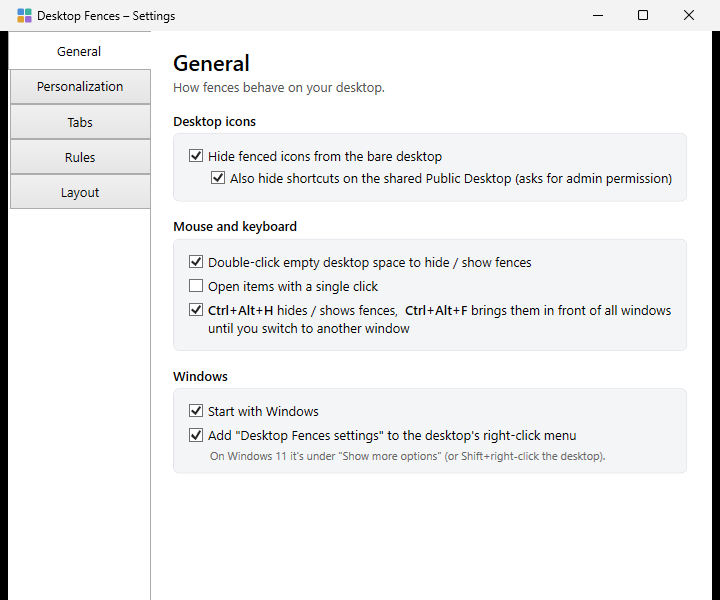 Desktop Fences – Settings
General
Personalization
Tabs
Rules
Layout
General
How fences behave on your desktop.
Desktop icons
Hide fenced icons from the bare desktop
Also hide shortcuts on the shared Public Desktop (asks for admin permission)
Mouse and keyboard
Double-click empty desktop space to hide / show fences
Open items with a single click
Ctrl+Alt+H hides / shows fences, Ctrl+Alt+F brings them in front of all windows
until you switch to another window
Windows
Start with Windows
Add "Desktop Fences settings" to the desktop's right-click menu
On Windows 11 it's under "Show more options" (or Shift+right-click the desktop).